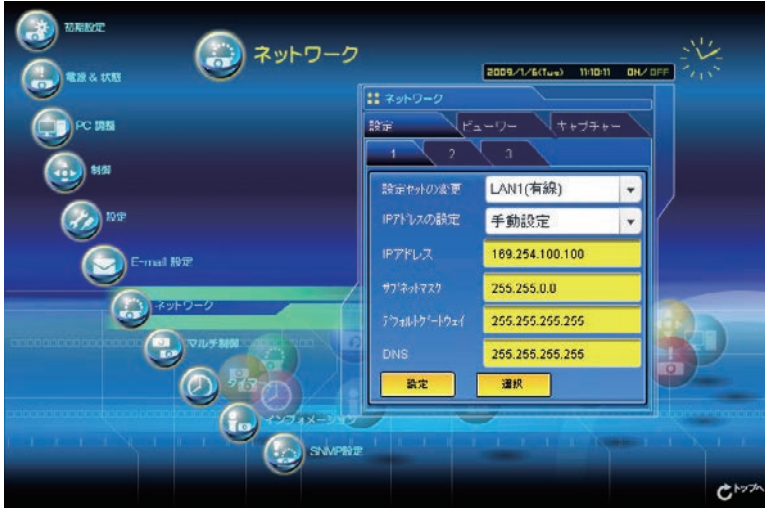 初期設定
電源 & 状態
PC 調整
制御
設定
E-mail 設定
ネットワーク
マルチ制御
タイマ
インフォメーション
SNMP設定
ネットワーク
2009/1/6(Tue) 11:10:11 ON/OFF
ネットワーク
設定 ビューワー キャプチャー
1 2 3
設定セットの変更 LAN1(有線)
IPアドレスの設定 手動設定
IPアドレス 169.254.100.100
サブネットマスク 255.255.0.0
デフォルトゲートウェイ 255.255.255.255
DNS 255.255.255.255
設定 選択
トップへ